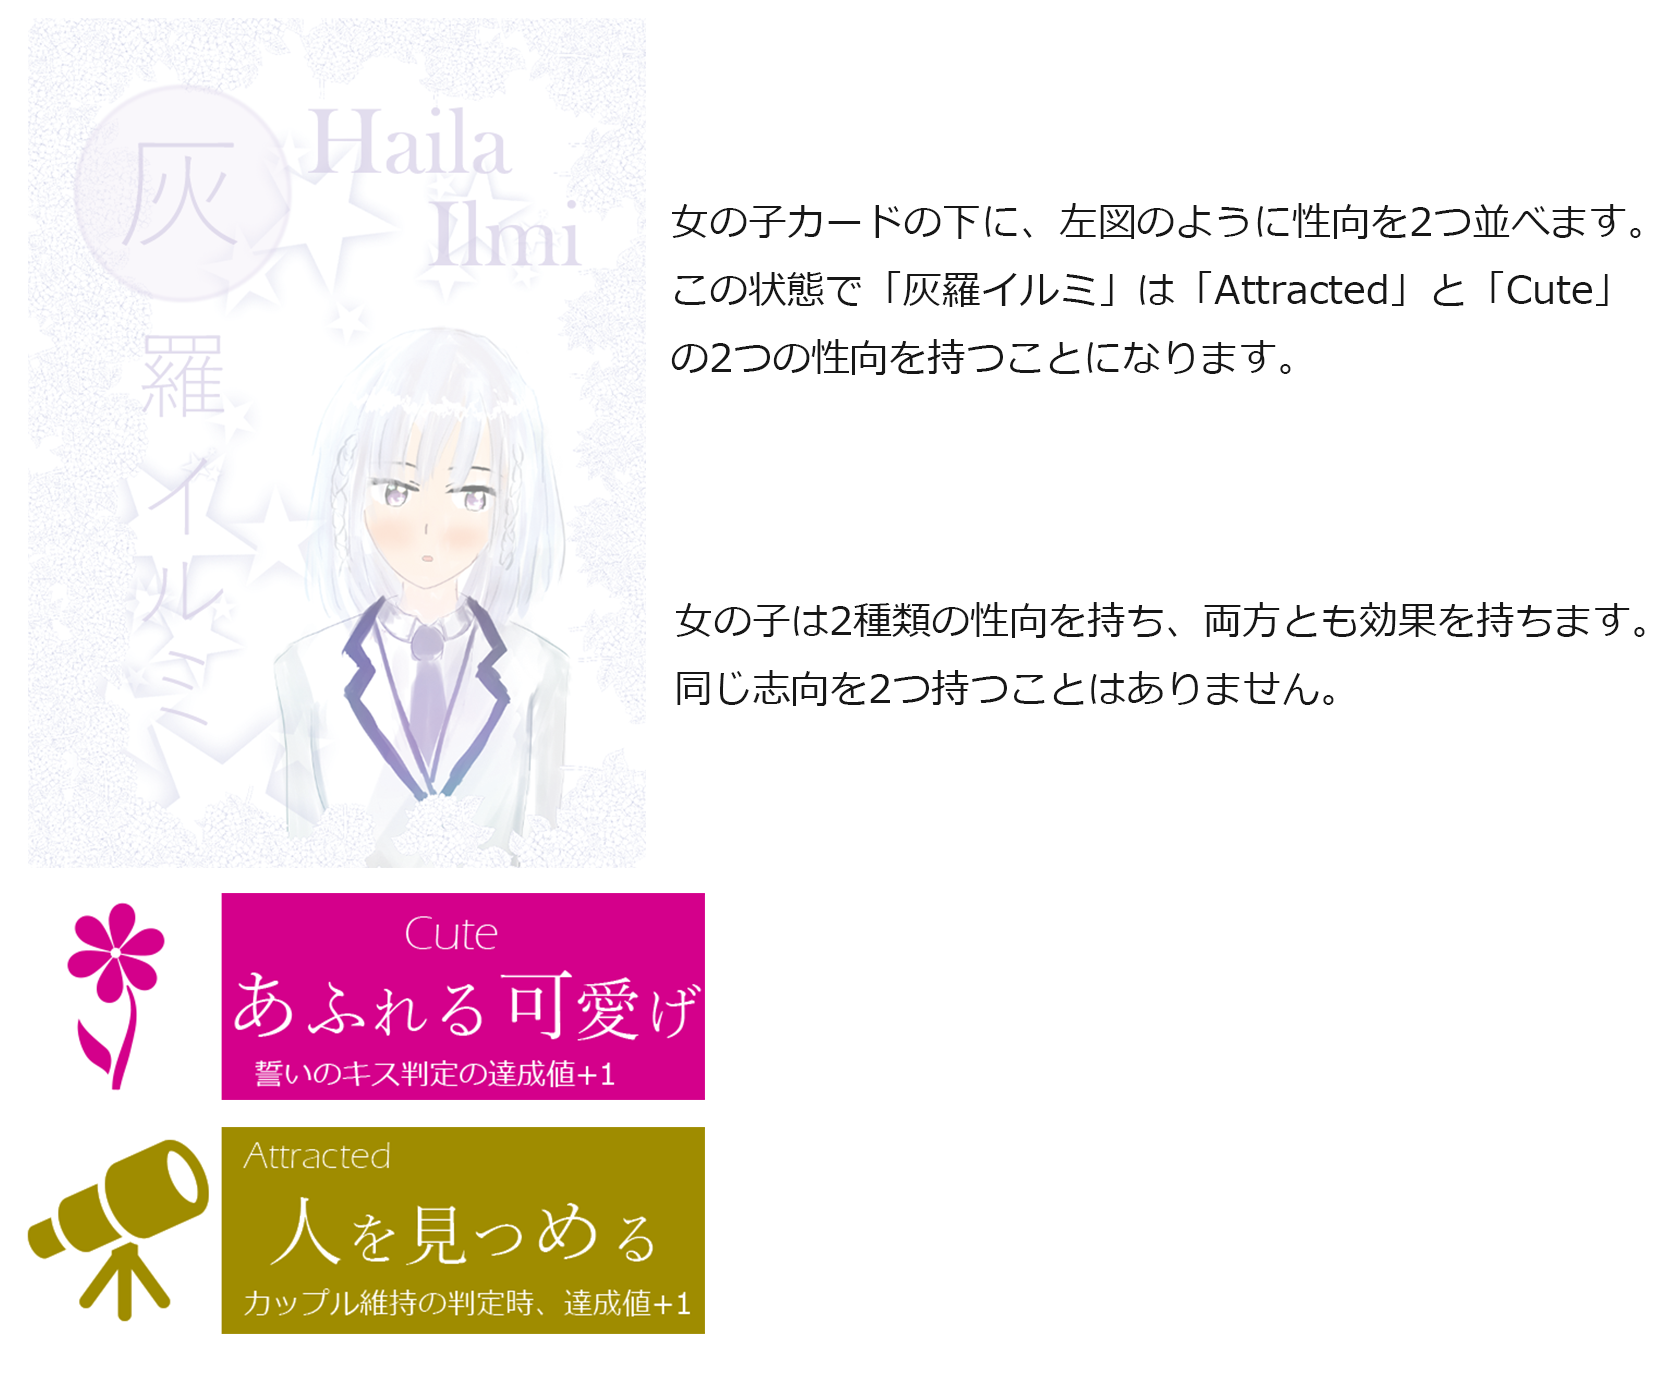 灰
Haila
Ilmi
羅イルミ
女の子カードの下に、左図のように性向を2つ並べます。
この状態で「灰羅イルミ」は「Attracted」と「Cute」
の2つの性向を持つことになります。
女の子は2種類の性向を持ち、両方とも効果を持ちます。
同じ志向を2つ持つことはありません。
Cute
あふれる可愛げ
誓いのキス判定の達成値+1
Attracted
人を見つめる
カップル維持の判定時、達成値+1